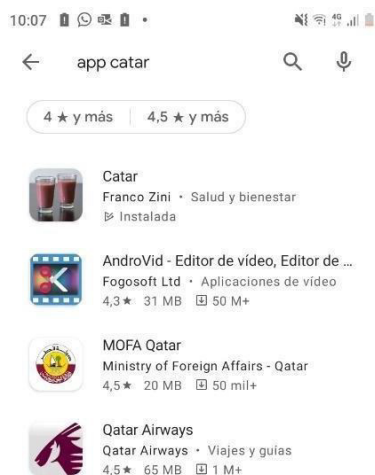 10:07
4G
app catar
4 ★ y más
4,5 ★ y más
Catar
Franco Zini • Salud y bienestar
Instalada
AndroVid - Editor de vídeo, Editor de ...
Fogosoft Ltd • Aplicaciones de vídeo
4,3★ 31 MB 50 M+
MOFA Qatar
Ministry of Foreign Affairs - Qatar
4,5★ 20 MB 50 mil+
Qatar Airways
Qatar Airways • Viajes y guías
4,5★ 65 MB 1 M+